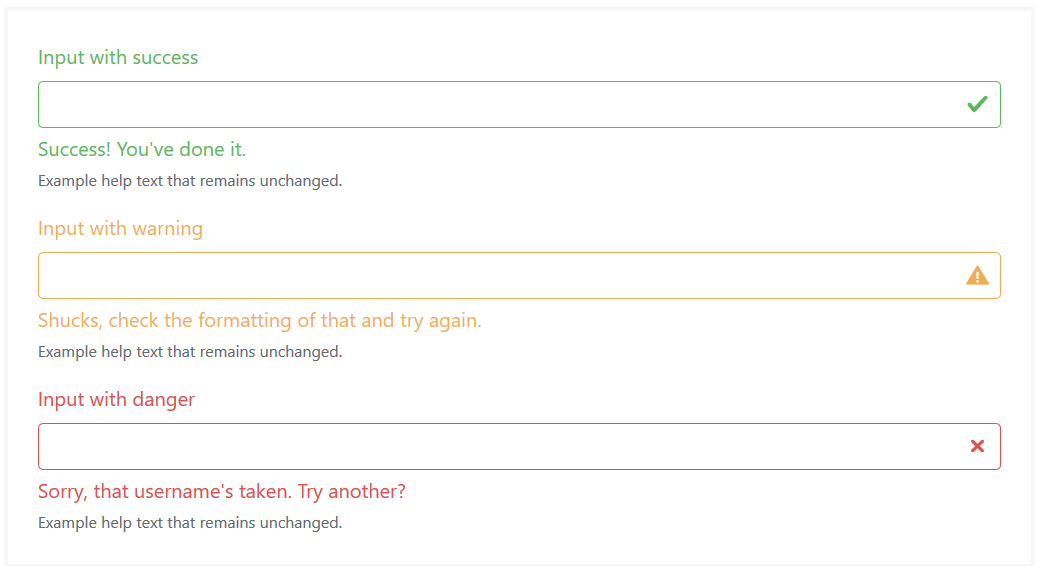 Input with success
Success! You've done it.
Example help text that remains unchanged.
Input with warning
Shucks, check the formatting of that and try again.
Example help text that remains unchanged.
Input with danger
Sorry, that username's taken. Try another?
Example help text that remains unchanged.